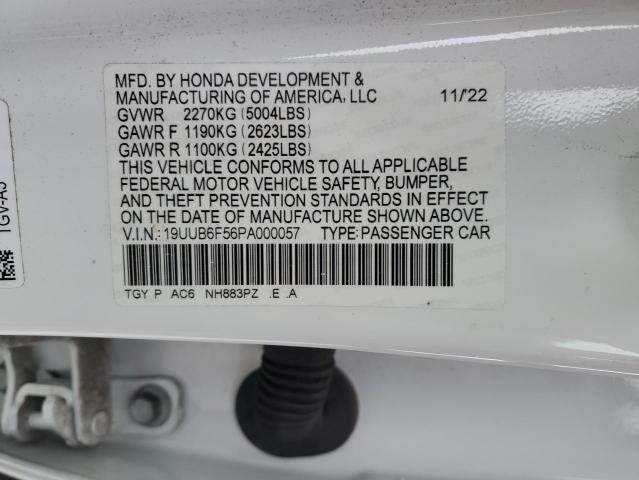 MFD. BY HONDA DEVELOPMENT &
MANUFACTURING OF AMERICA, LLC 11/'22
GVWR 2270KG (5004LBS)
GAWR F 1190KG (2623LBS)
GAWR R 1100KG (2425LBS)
THIS VEHICLE CONFORMS TO ALL APPLICABLE
FEDERAL MOTOR VEHICLE SAFETY, BUMPER,
AND THEFT PREVENTION STANDARDS IN EFFECT
ON THE DATE OF MANUFACTURE SHOWN ABOVE.
V.I.N.: 19UUB6F56PA000057 TYPE: PASSENGER CAR
TGY P AC6 NH883PZ .E .A
TGV-A5